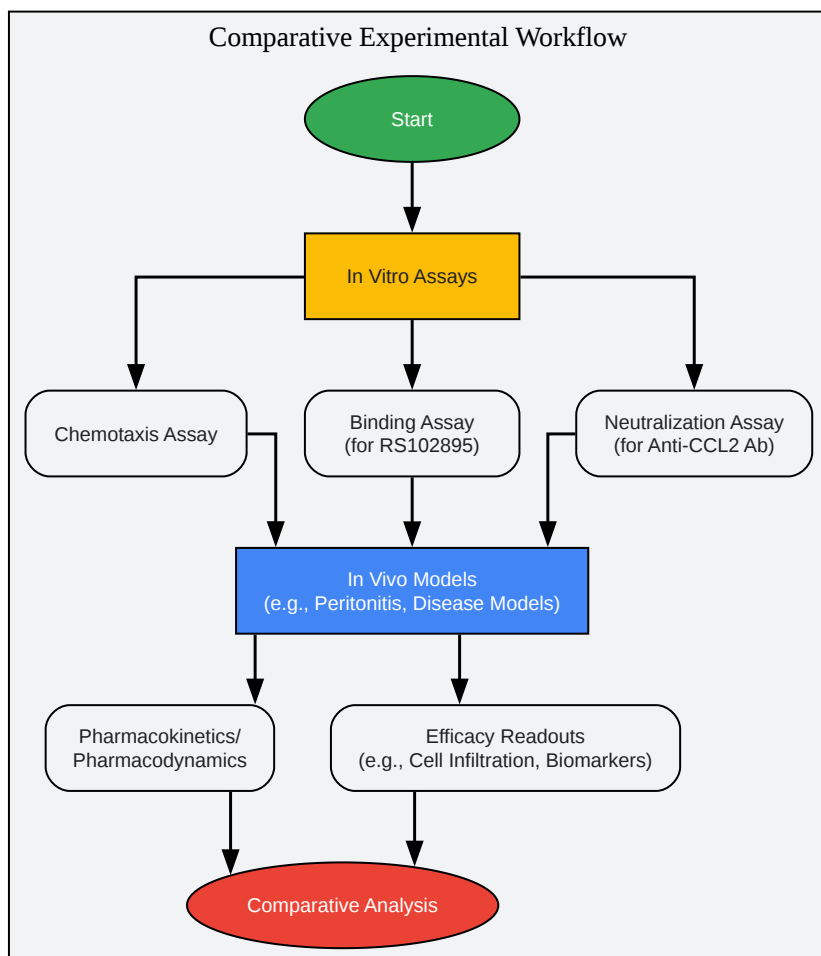 Comparative Experimental Workflow
Start
In Vitro Assays
Chemotaxis Assay
Binding Assay
(for RS102895)
Neutralization Assay
(for Anti-CCL2 Ab)
In Vivo Models
(e.g., Peritonitis, Disease Models)
Pharmacokinetics/
Pharmacodynamics
Efficacy Readouts
(e.g., Cell Infiltration, Biomarkers)
Comparative Analysis